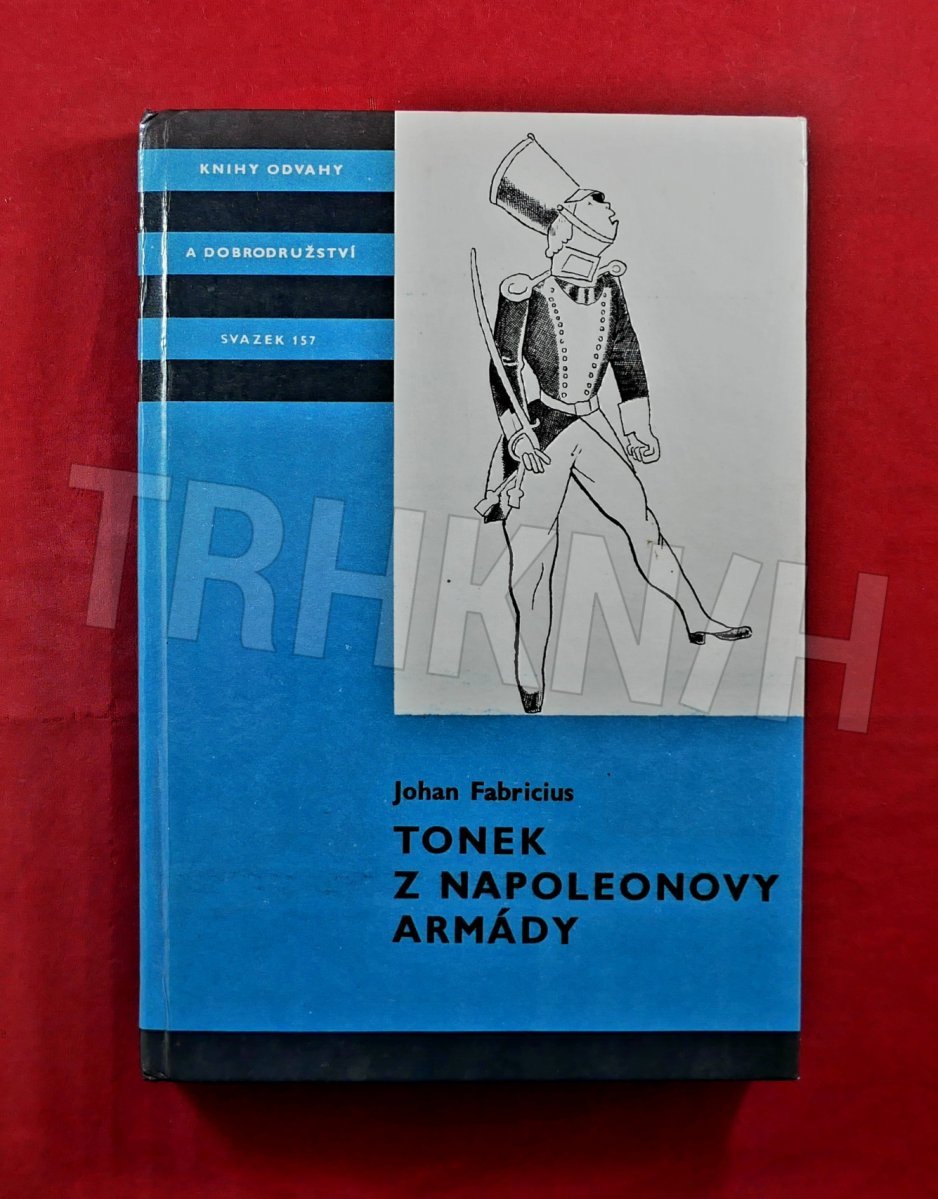 KNIHY ODVAHY
A DOBRODRUŽSTVÍ
SVAZEK 157
TRHKNIH
Johan Fabricius
TONEK
Z NAPOLEONOVY
ARMÁDY